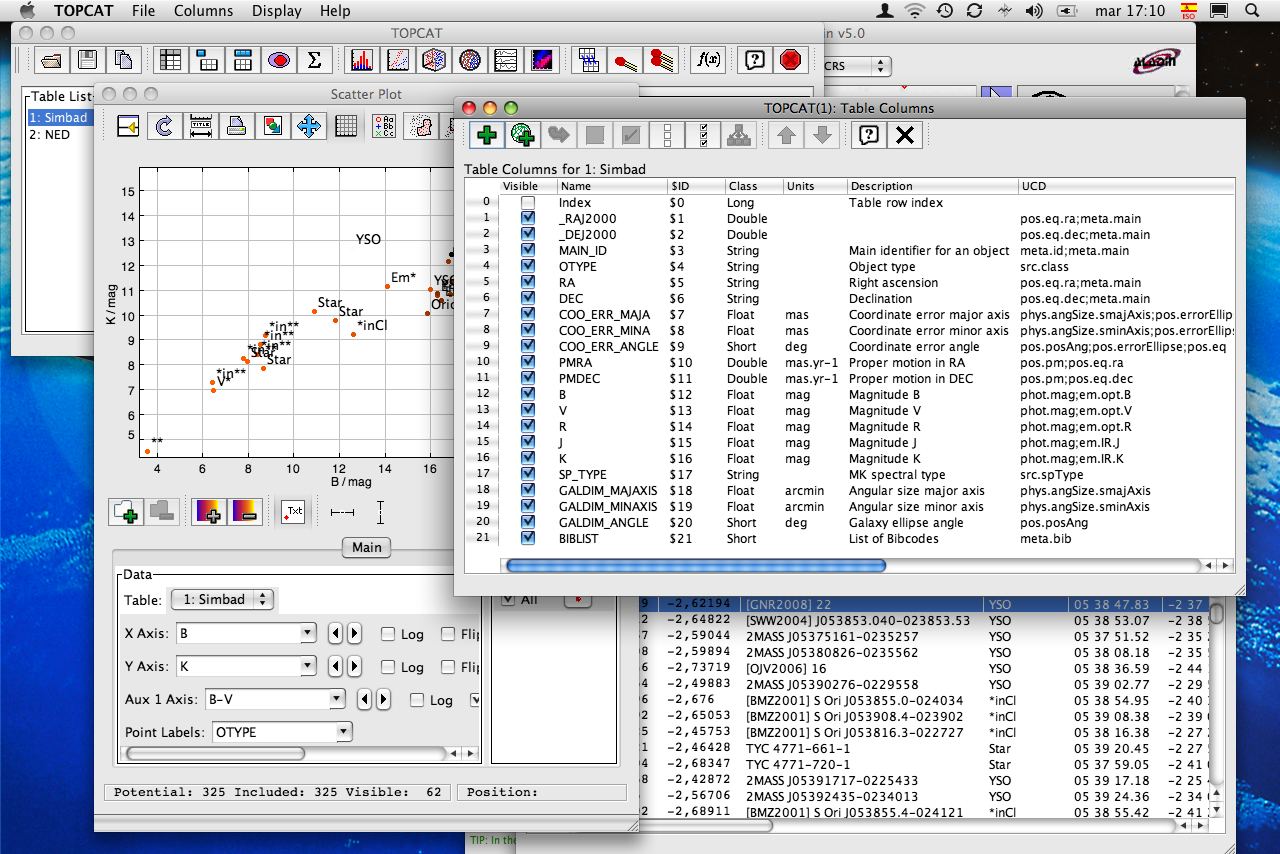 TOPCAT File Columns Display Help mar 17:10 ISO
TOPCAT
in v5.0
Σ f(x)
CRS
Table List
1: Simbad
2: NED
Scatter Plot
15
14
13
12
11
10
9
8
7
6
5
K / mag
4 6 8 10 12 14 16
B / mag
YSO
Em*
Star
Star
*inCl
*in**
*in**
*in**
Star
Star
*in**
V*
**
Txt
Main
Data
Table: 1: Simbad
X Axis: B Log Flip
Y Axis: K Log Flip
Aux 1 Axis: B-V Log
Point Labels: OTYPE
Potential: 325 Included: 325 Visible: 62 Position:
TOPCAT(1): Table Columns
Table Columns for 1: Simbad
Visible Name $ID Class Units Description UCD
0 Index $0 Long Table row index
1 _RAJ2000 $1 Double pos.eq.ra;meta.main
2 _DEJ2000 $2 Double pos.eq.dec;meta.main
3 MAIN_ID $3 String Main identifier for an object meta.id;meta.main
4 OTYPE $4 String Object type src.class
5 RA $5 String Right ascension pos.eq.ra;meta.main
6 DEC $6 String Declination pos.eq.dec;meta.main
7 COO_ERR_MAJA $7 Float mas Coordinate error major axis phys.angSize.smajAxis;pos.errorEllip
8 COO_ERR_MINA $8 Float mas Coordinate error minor axis phys.angSize.sminAxis;pos.errorEllip
9 COO_ERR_ANGLE $9 Short deg Coordinate error angle pos.posAng;pos.errorEllipse;pos.eq
10 PMRA $10 Double mas.yr-1 Proper motion in RA pos.pm;pos.eq.ra
11 PMDEC $11 Double mas.yr-1 Proper motion in DEC pos.pm;pos.eq.dec
12 B $12 Float mag Magnitude B phot.mag;em.opt.B
13 V $13 Float mag Magnitude V phot.mag;em.opt.V
14 R $14 Float mag Magnitude R phot.mag;em.opt.R
15 J $15 Float mag Magnitude J phot.mag;em.IR.J
16 K $16 Float mag Magnitude K phot.mag;em.IR.K
17 SP_TYPE $17 String MK spectral type src.spType
18 GALDIM_MAJAXIS $18 Float arcmin Angular size major axis phys.angSize.smajAxis
19 GALDIM_MINAXIS $19 Float arcmin Angular size minor axis phys.angSize.sminAxis
20 GALDIM_ANGLE $20 Short deg Galaxy ellipse angle pos.posAng
21 BIBLIST $21 Short List of Bibcodes meta.bib
All
9 -2,62194 [GNR2008] 22 YSO 05 38 47.83 -2 37
2 -2,64822 [SWW2004] J053853.040-023853.53 YSO 05 38 53.07 -2 38
7 -2,59044 2MASS J05375161-0235257 YSO 05 37 51.52 -2 35
8 -2,59894 2MASS J05380826-0235562 YSO 05 38 08.18 -2 35
6 -2,73719 [OJV2006] 16 YSO 05 38 36.59 -2 44
4 -2,49883 2MASS J05390276-0229558 YSO 05 39 02.77 -2 29
6 -2,676 [BMZ2001] S Ori J053855.0-024034 *inCl 05 38 54.95 -2 40
2 -2,65053 [BMZ2001] S Ori J053908.4-023902 *inCl 05 39 08.38 -2 39
5 -2,45753 [BMZ2001] S Ori J053816.3-022727 *inCl 05 38 16.38 -2 27
1 -2,46428 TYC 4771-661-1 Star 05 39 20.45 -2 27
4 -2,68347 TYC 4771-720-1 Star 05 37 59.05 -2 41
8 -2,42872 2MASS J05391717-0225433 YSO 05 39 17.18 -2 25
4 -2,56706 2MASS J05392435-0234013 YSO 05 39 24.36 -2 34
2 -2,68911 [BMZ2001] S Ori J053855.4-024121 *inCl 05 38 55.42 -2 41
TIP: In the